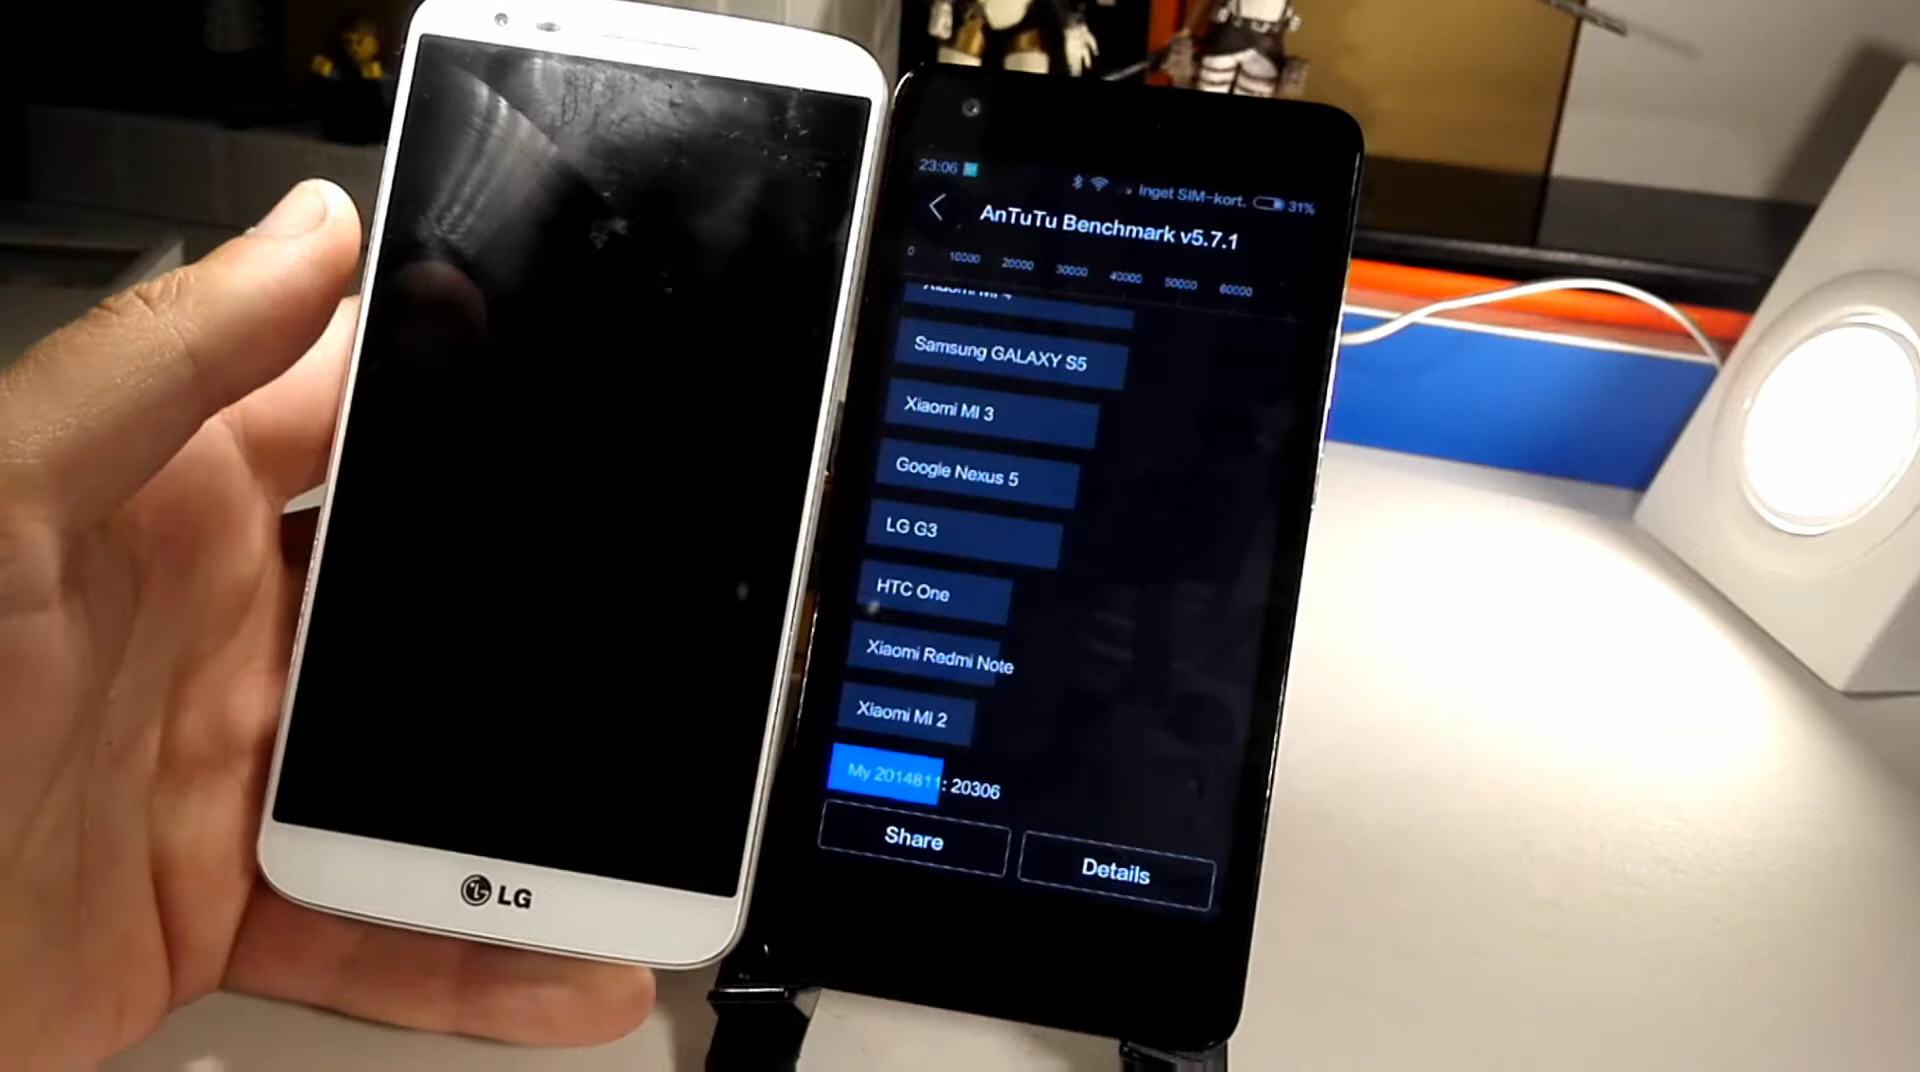 23:06 Inget SIM-kort. 31%
AnTuTu Benchmark v5.7.1
0 10000 20000 30000 40000 50000 60000
Samsung GALAXY S5
Xiaomi MI 3
Google Nexus 5
LG G3
HTC One
Xiaomi Redmi Note
Xiaomi MI 2
My 2014811: 20306
Share
Details
LG